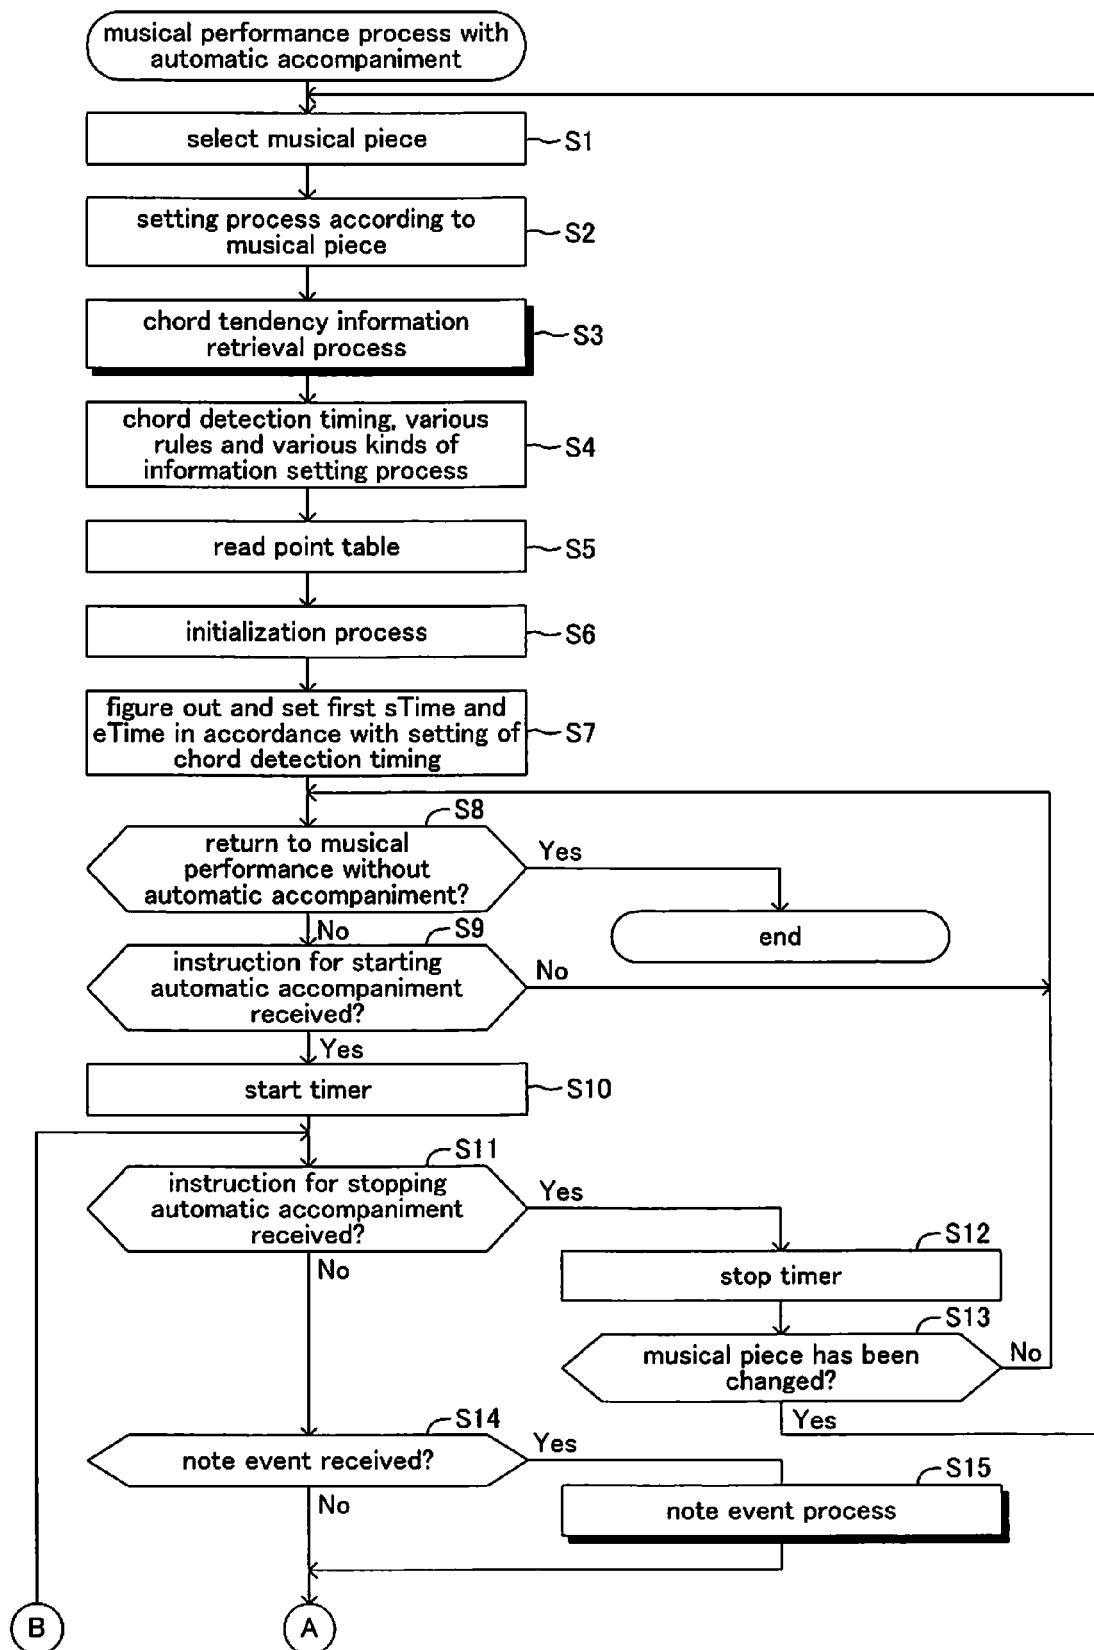 musical performance process with
automatic accompaniment
select musical piece
S1
setting process according to
musical piece
S2
chord tendency information
retrieval process
S3
chord detection timing, various
rules and various kinds of
information setting process
S4
read point table
S5
initialization process
S6
figure out and set first sTime and
eTime in accordance with setting of
chord detection timing
S7
S8
return to musical
performance without
automatic accompaniment?
Yes
No
end
S9
instruction for starting
automatic accompaniment
received?
No
Yes
start timer
S10
S11
instruction for stopping
automatic accompaniment
received?
Yes
No
S12
stop timer
S13
musical piece has been
changed?
No
Yes
S14
note event received?
Yes
No
S15
note event process
B
A